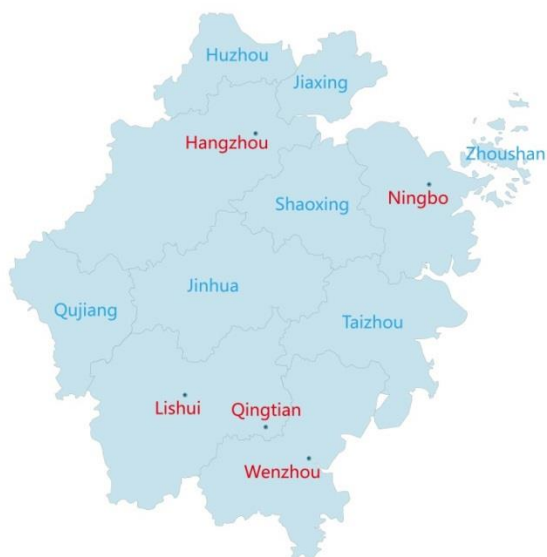 Huzhou
Jiaxing
Hangzhou
Zhoushan
Shaoxing
Ningbo
Jinhua
Qujiang
Taizhou
Lishui
Qingtian
Wenzhou